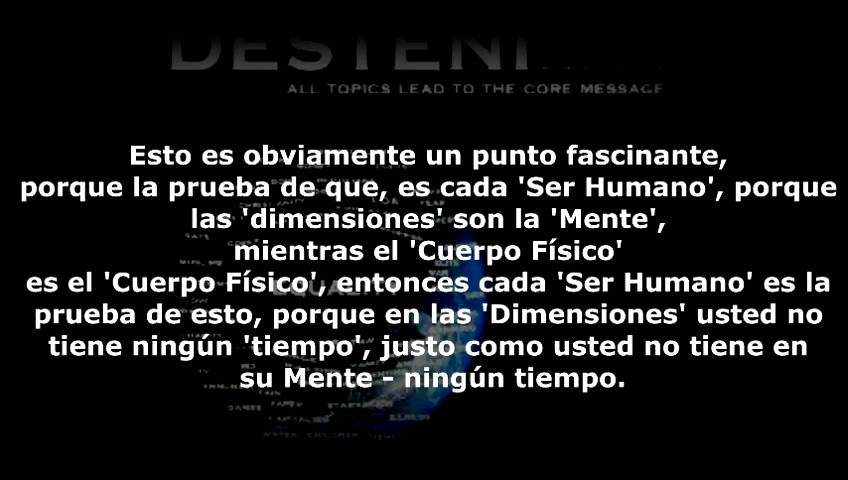 DESTENI
ALL TOPICS LEAD TO THE CORE MESSAGE
Esto es obviamente un punto fascinante,
porque la prueba de que, es cada 'Ser Humano', porque
las 'dimensiones' son la 'Mente',
mientras el 'Cuerpo Físico'
es el 'Cuerpo Físico', entonces cada 'Ser Humano' es la
EQUALITY
prueba de esto, porque en las 'Dimensiones' usted no
tiene ningún 'tiempo', justo como usted no tiene en
su Mente - ningún tiempo.